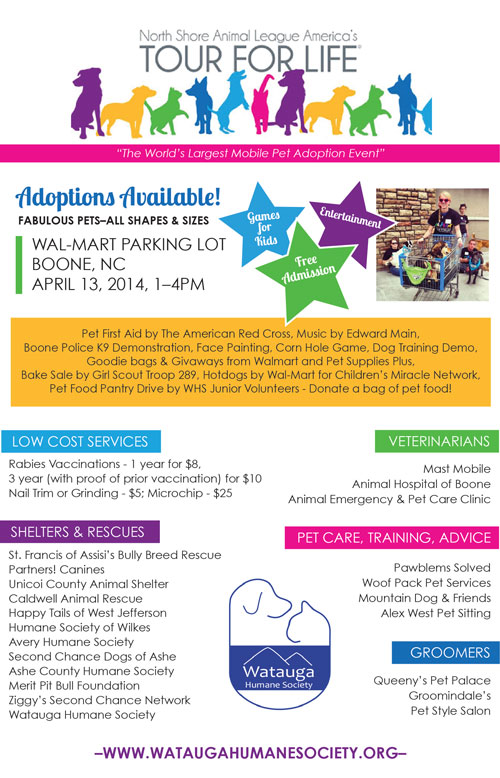 North Shore Animal League America's
TOUR FOR LIFE®
"The World's Largest Mobile Pet Adoption Event"
Adoptions Available!
FABULOUS PETS–ALL SHAPES & SIZES
WAL-MART PARKING LOT
BOONE, NC
APRIL 13, 2014, 1–4PM
Games
for
Kids
Entertainment!
Free
Admission
Pet First Aid by The American Red Cross, Music by Edward Main,
Boone Police K9 Demonstration, Face Painting, Corn Hole Game, Dog Training Demo,
Goodie bags & Givaways from Walmart and Pet Supplies Plus,
Bake Sale by Girl Scout Troop 289, Hotdogs by Wal-Mart for Children's Miracle Network,
Pet Food Pantry Drive by WHS Junior Volunteers - Donate a bag of pet food!
LOW COST SERVICES
Rabies Vaccinations - 1 year for $8,
3 year (with proof of prior vaccination) for $10
Nail Trim or Grinding - $5; Microchip - $25
SHELTERS & RESCUES
St. Francis of Assisi's Bully Breed Rescue
Partners! Canines
Unicoi County Animal Shelter
Caldwell Animal Rescue
Happy Tails of West Jefferson
Humane Society of Wilkes
Avery Humane Society
Second Chance Dogs of Ashe
Ashe County Humane Society
Merit Pit Bull Foundation
Ziggy's Second Chance Network
Watauga Humane Society
Watauga
Humane Society
VETERINARIANS
Mast Mobile
Animal Hospital of Boone
Animal Emergency & Pet Care Clinic
PET CARE, TRAINING, ADVICE
Pawblems Solved
Woof Pack Pet Services
Mountain Dog & Friends
Alex West Pet Sitting
GROOMERS
Queeny's Pet Palace
Groomindale's
Pet Style Salon
–WWW.WATAUGAHUMANESOCIETY.ORG–